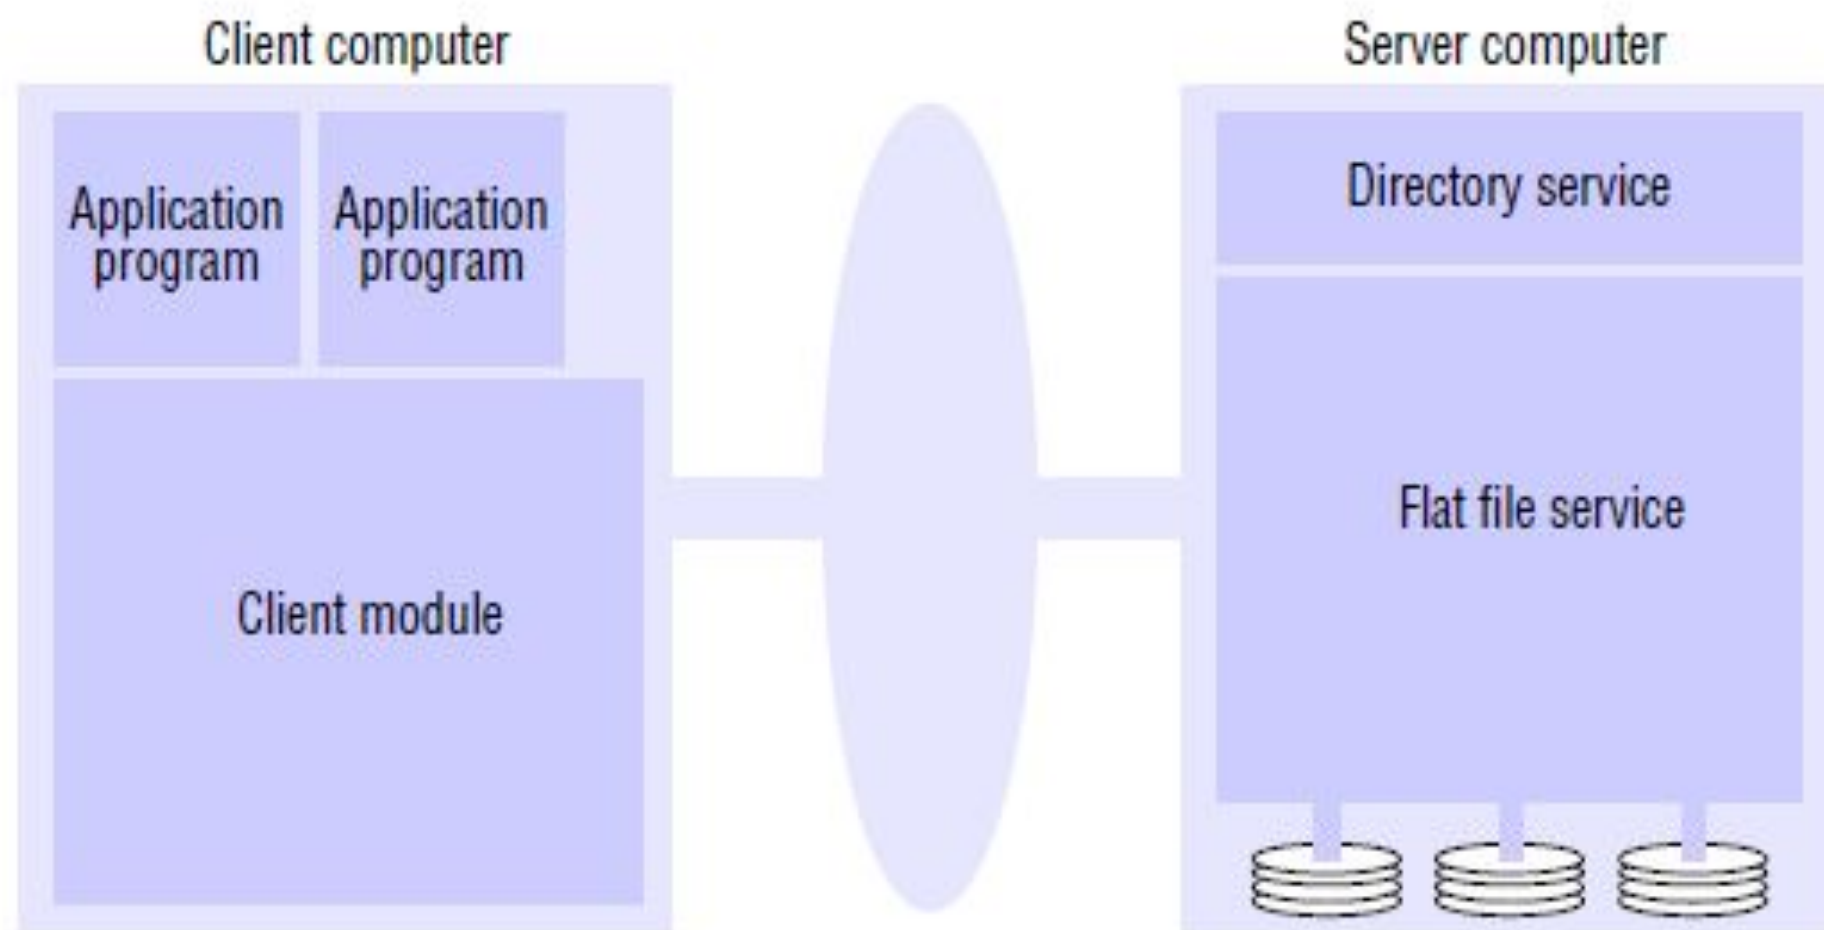 Client computer
Server computer
Application
program
Application
program
Directory service
Flat file service
Client module